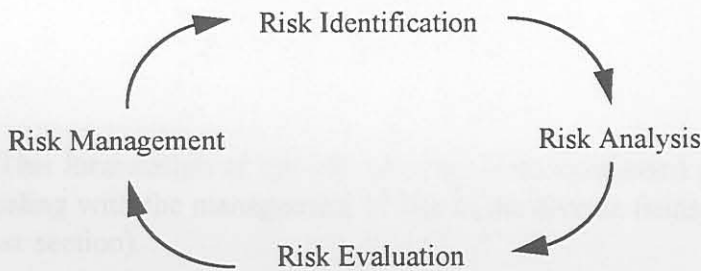 Risk Identification
Risk Management
Risk Analysis
Risk Evaluation